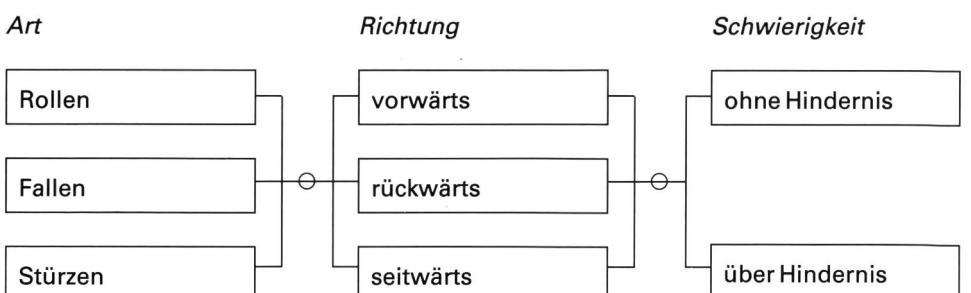 Art Richtung Schwierigkeit
Rollen vorwärts ohne Hindernis
Fallen rückwärts
Stürzen seitwärts über Hindernis